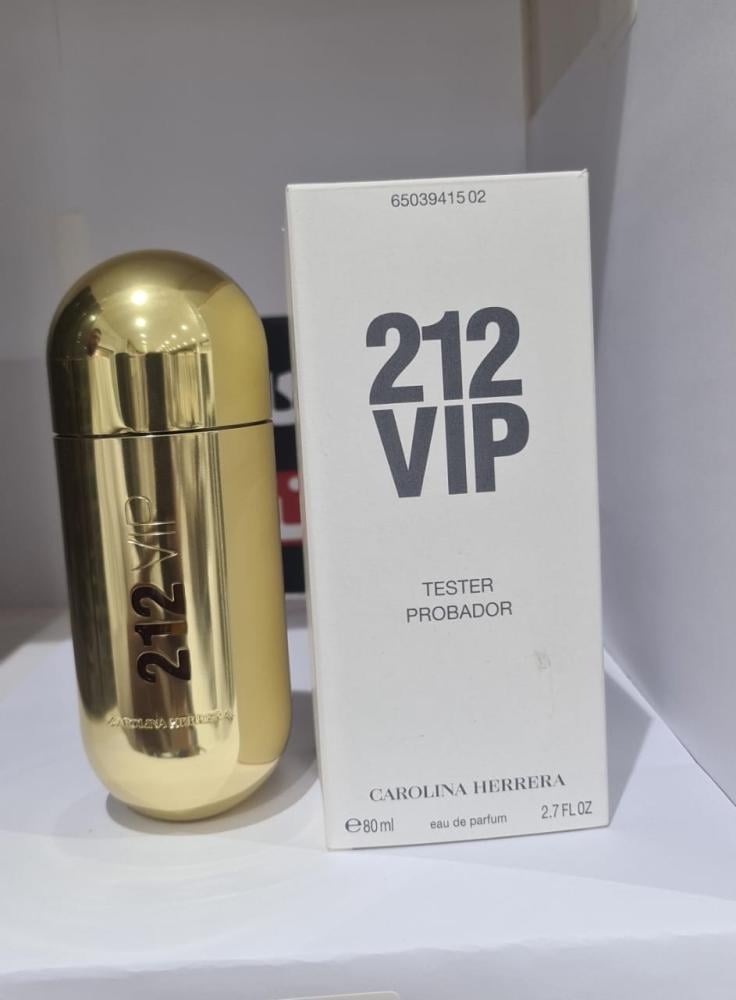 212 VIP
CAROLINA HERRERA
6503941502
212
VIP
TESTER
PROBADOR
CAROLINA HERRERA
℮80ml eau de parfum 2.7 FL OZ